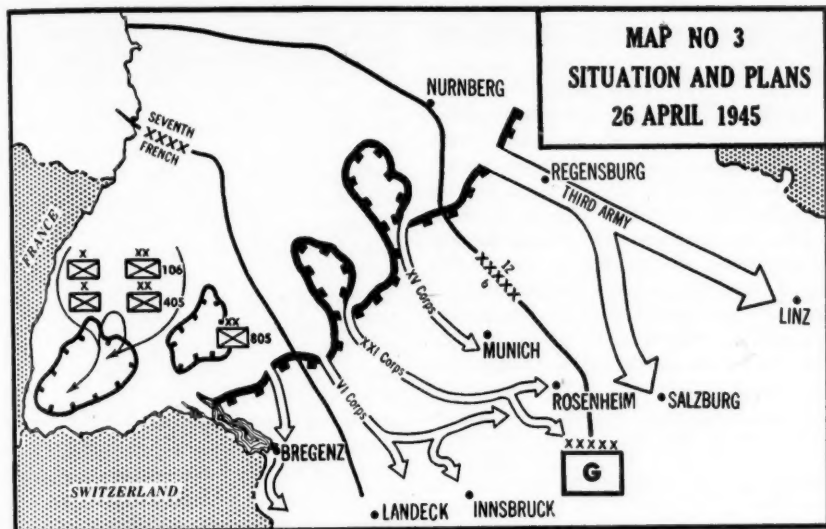 MAP NO 3
SITUATION AND PLANS
26 APRIL 1945
NURNBERG
SEVENTH
XXXX
FRENCH
REGENSBURG
THIRD ARMY
FRANCE
X
XX
106
X
XX
405
XX
805
12
XXXXX
6
XV Corps
LINZ
MUNICH
XXI Corps
VI Corps
ROSENHEIM
SALZBURG
XXXXX
G
BREGENZ
SWITZERLAND
LANDECK
INNSBRUCK